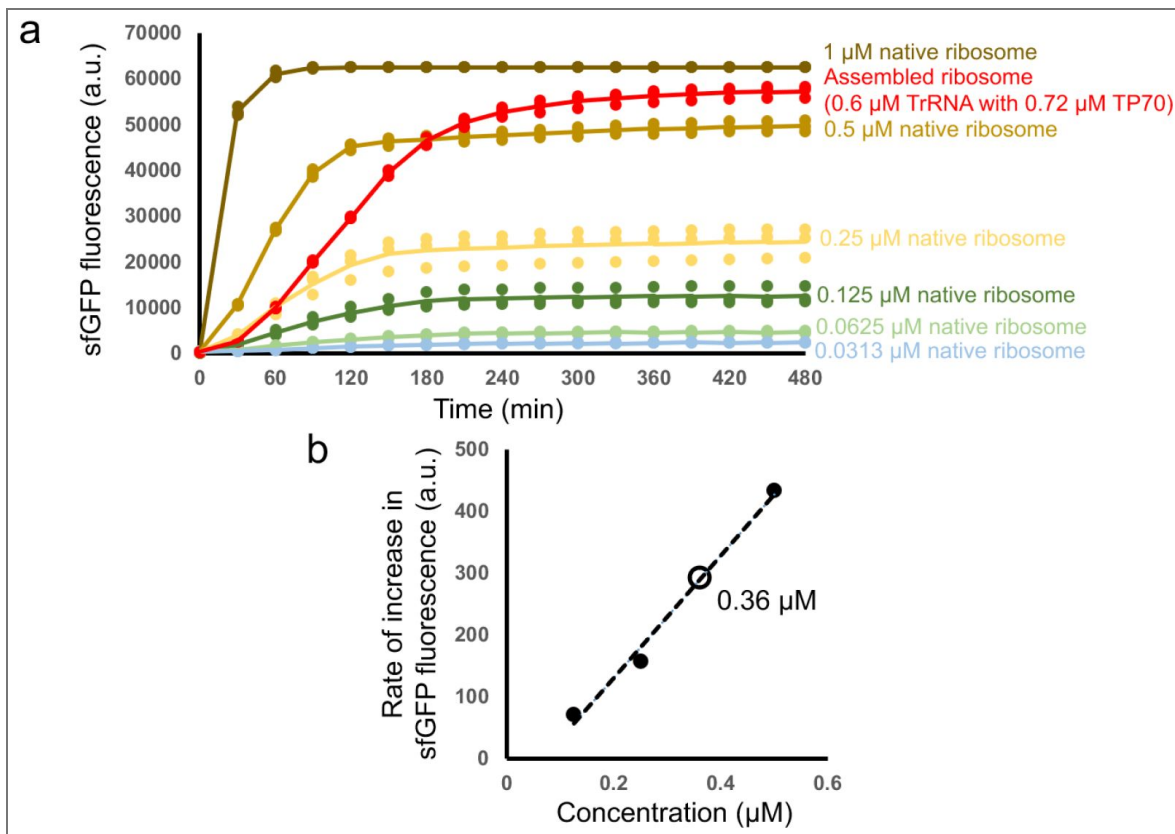 a
sfGFP fluorescence (a.u.)
70000
60000
50000
40000
30000
20000
10000
0
1 µM native ribosome
Assembled ribosome
(0.6 µM TrRNA with 0.72 µM TP70)
0.5 µM native ribosome
0.25 µM native ribosome
0.125 µM native ribosome
0.0625 µM native ribosome
0.0313 µM native ribosome
0 60 120 180 240 300 360 420 480
Time (min)
b
Rate of increase in
sfGFP fluorescence (a.u.)
500
400
300
200
100
0
0.36 µM
0 0.2 0.4 0.6
Concentration (µM)